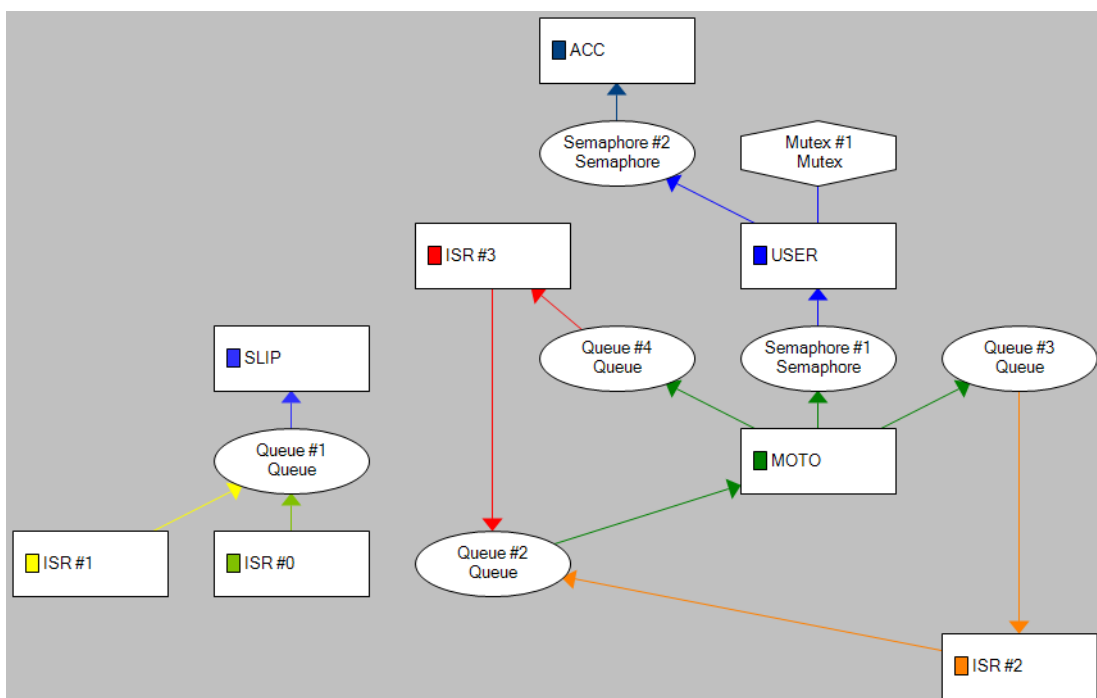 ACC
Semaphore #2
Semaphore
Mutex #1
Mutex
ISR #3
USER
SLIP
Queue #4
Queue
Semaphore #1
Semaphore
Queue #3
Queue
Queue #1
Queue
MOTO
ISR #1
ISR #0
Queue #2
Queue
ISR #2